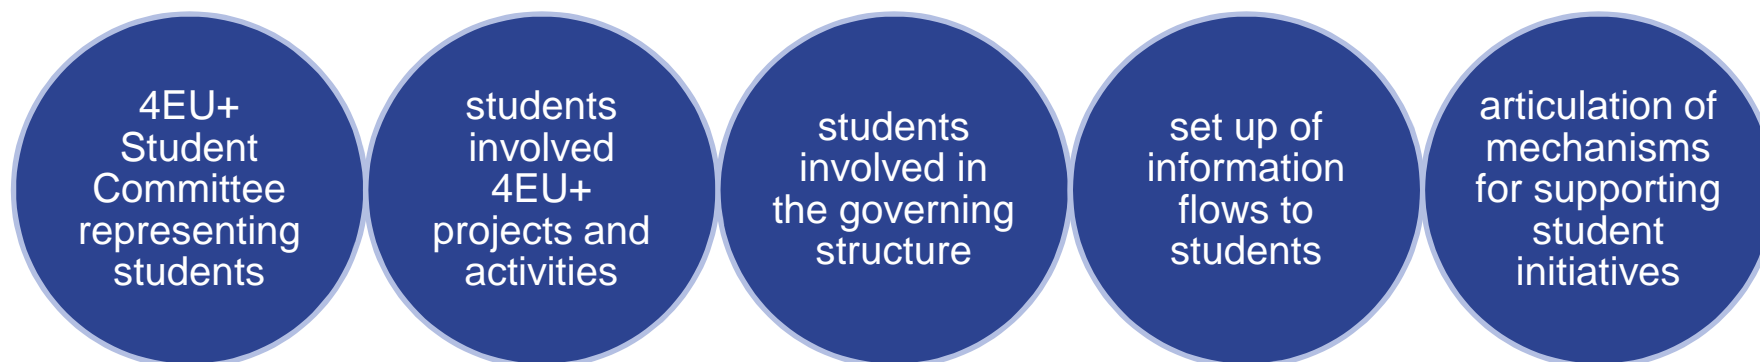 4EU+
Student
Committee
representing
students
students
involved
4EU+
projects and
activities
students
involved in
the governing
structure
set up of
information
flows to
students
articulation of
mechanisms
for supporting
student
initiatives